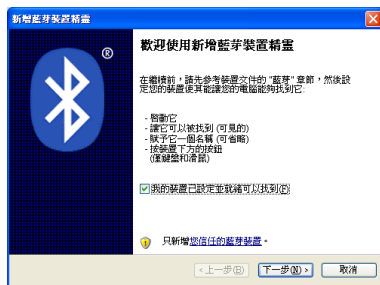 新增藍芽裝置精靈
®
歡迎使用新增藍芽裝置精靈
在繼續前，請先參考裝置文件的 "藍芽" 章節，然後設
定您的裝置使其能讓您的電腦能夠找到它:
- 啟動它
- 讓它可以被找到 (可見的)
- 賦予它一個名稱 (可省略)
- 按裝置下方的按鈕
(僅鍵盤和滑鼠)
我的裝置已設定並就緒可以找到(E)
只新增您信任的藍芽裝置。
<上一步(B)
下一步(N) >
取消